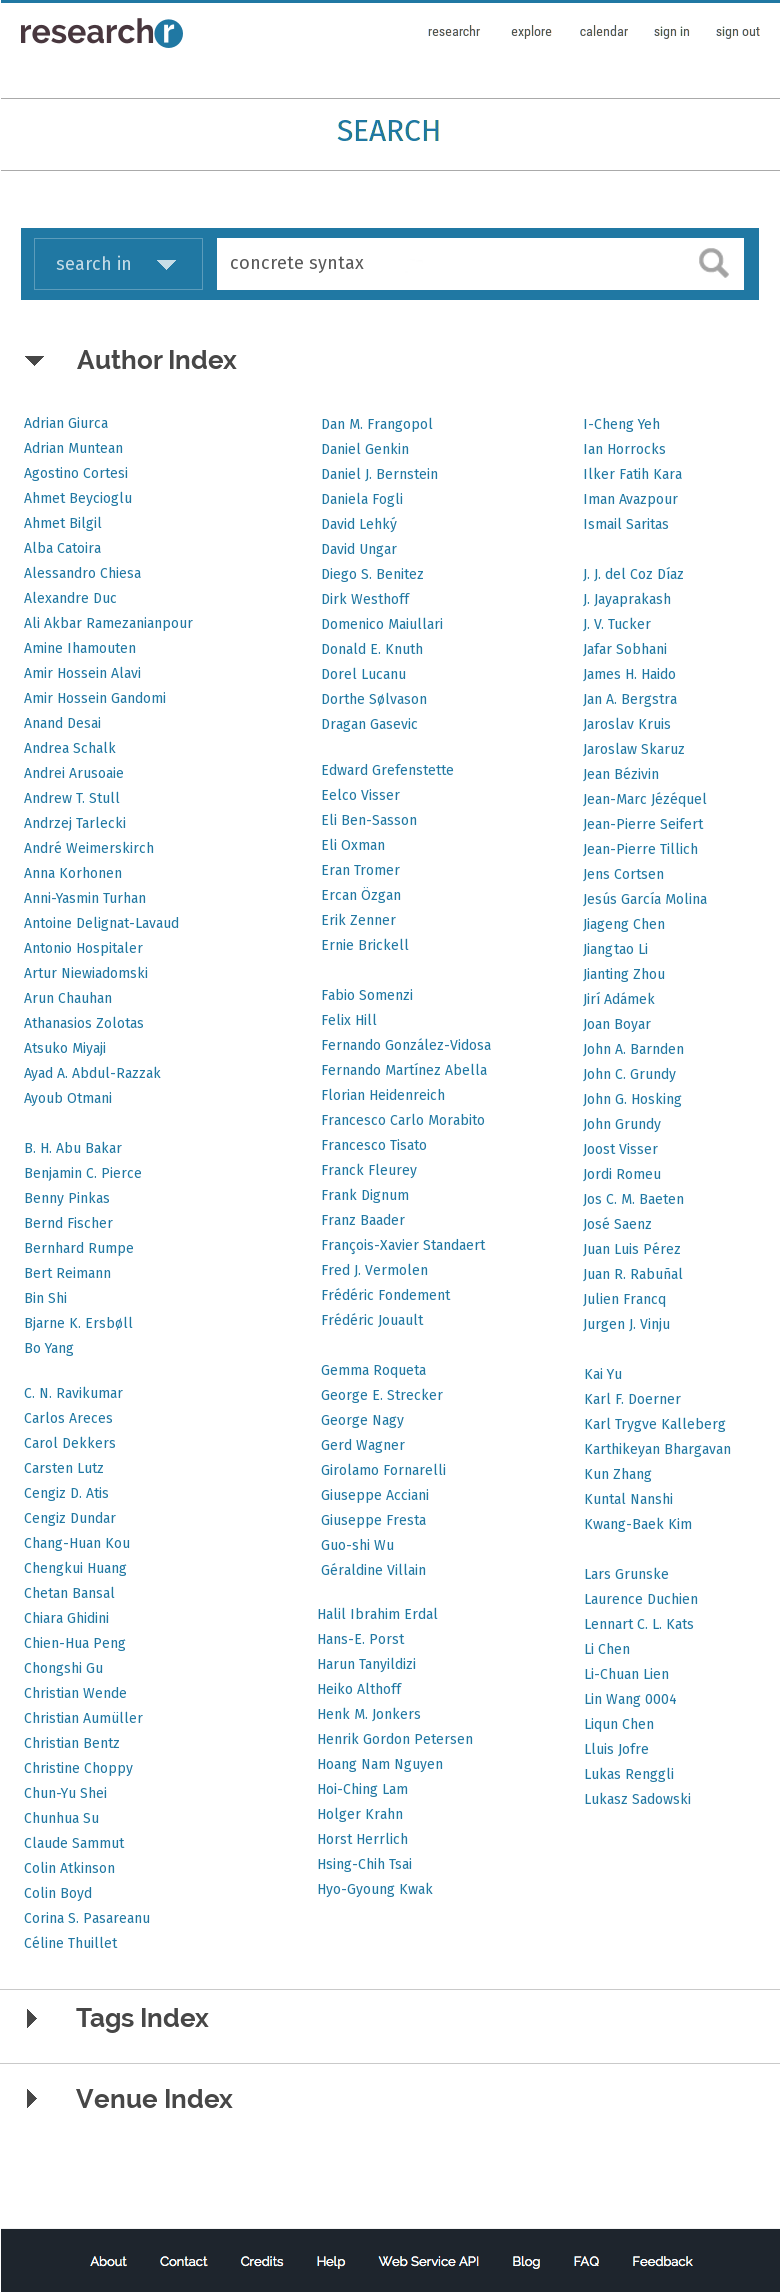 researchr
researchr explore calendar sign in sign out
SEARCH
search in
concrete syntax
Author Index
Adrian Giurca
Adrian Muntean
Agostino Cortesi
Ahmet Beycioglu
Ahmet Bilgil
Alba Catoira
Alessandro Chiesa
Alexandre Duc
Ali Akbar Ramezanianpour
Amine Ihamouten
Amir Hossein Alavi
Amir Hossein Gandomi
Anand Desai
Andrea Schalk
Andrei Arusoaie
Andrew T. Stull
Andrzej Tarlecki
André Weimerskirch
Anna Korhonen
Anni-Yasmin Turhan
Antoine Delignat-Lavaud
Antonio Hospitaler
Artur Niewiadomski
Arun Chauhan
Athanasios Zolotas
Atsuko Miyaji
Ayad A. Abdul-Razzak
Ayoub Otmani
B. H. Abu Bakar
Benjamin C. Pierce
Benny Pinkas
Bernd Fischer
Bernhard Rumpe
Bert Reimann
Bin Shi
Bjarne K. Ersbøll
Bo Yang
C. N. Ravikumar
Carlos Areces
Carol Dekkers
Carsten Lutz
Cengiz D. Atis
Cengiz Dundar
Chang-Huan Kou
Chengkui Huang
Chetan Bansal
Chiara Ghidini
Chien-Hua Peng
Chongshi Gu
Christian Wende
Christian Aumüller
Christian Bentz
Christine Choppy
Chun-Yu Shei
Chunhua Su
Claude Sammut
Colin Atkinson
Colin Boyd
Corina S. Pasareanu
Céline Thuillet
Dan M. Frangopol
Daniel Genkin
Daniel J. Bernstein
Daniela Fogli
David Lehký
David Ungar
Diego S. Benitez
Dirk Westhoff
Domenico Maiullari
Donald E. Knuth
Dorel Lucanu
Dorthe Sølvason
Dragan Gasevic
Edward Grefenstette
Eelco Visser
Eli Ben-Sasson
Eli Oxman
Eran Tromer
Ercan Özgan
Erik Zenner
Ernie Brickell
Fabio Somenzi
Felix Hill
Fernando González-Vidosa
Fernando Martínez Abella
Florian Heidenreich
Francesco Carlo Morabito
Francesco Tisato
Franck Fleurey
Frank Dignum
Franz Baader
François-Xavier Standaert
Fred J. Vermolen
Frédéric Fondement
Frédéric Jouault
Gemma Roqueta
George E. Strecker
George Nagy
Gerd Wagner
Girolamo Fornarelli
Giuseppe Acciani
Giuseppe Fresta
Guo-shi Wu
Géraldine Villain
Halil Ibrahim Erdal
Hans-E. Porst
Harun Tanyildizi
Heiko Althoff
Henk M. Jonkers
Henrik Gordon Petersen
Hoang Nam Nguyen
Hoi-Ching Lam
Holger Krahn
Horst Herrlich
Hsing-Chih Tsai
Hyo-Gyoung Kwak
I-Cheng Yeh
Ian Horrocks
Ilker Fatih Kara
Iman Avazpour
Ismail Saritas
J. J. del Coz Díaz
J. Jayaprakash
J. V. Tucker
Jafar Sobhani
James H. Haido
Jan A. Bergstra
Jaroslav Kruis
Jaroslaw Skaruz
Jean Bézivin
Jean-Marc Jézéquel
Jean-Pierre Seifert
Jean-Pierre Tillich
Jens Cortsen
Jesús García Molina
Jiageng Chen
Jiangtao Li
Jianting Zhou
Jirí Adámek
Joan Boyar
John A. Barnden
John C. Grundy
John G. Hosking
John Grundy
Joost Visser
Jordi Romeu
Jos C. M. Baeten
José Saenz
Juan Luis Pérez
Juan R. Rabuñal
Julien Francq
Jurgen J. Vinju
Kai Yu
Karl F. Doerner
Karl Trygve Kalleberg
Karthikeyan Bhargavan
Kun Zhang
Kuntal Nanshi
Kwang-Baek Kim
Lars Grunske
Laurence Duchien
Lennart C. L. Kats
Li Chen
Li-Chuan Lien
Lin Wang 0004
Liqun Chen
Lluis Jofre
Lukas Renggli
Lukasz Sadowski
Tags Index
Venue Index
About Contact Credits Help Web Service API Blog FAQ Feedback